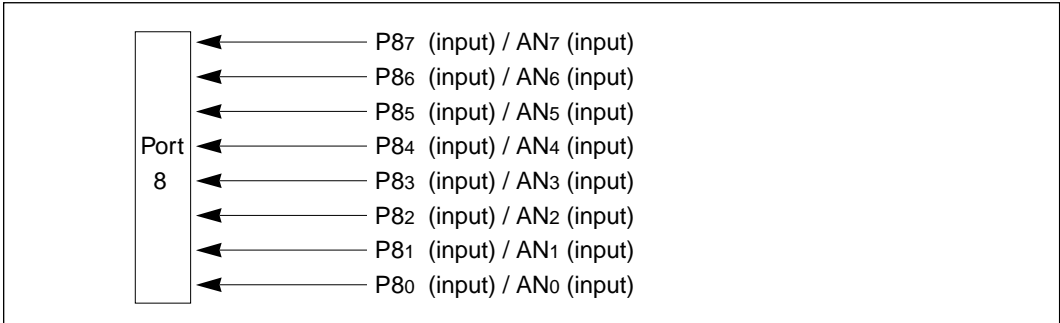 P87 (input) / AN7 (input)
P86 (input) / AN6 (input)
P85 (input) / AN5 (input)
Port
P84 (input) / AN4 (input)
8
P83 (input) / AN3 (input)
P82 (input) / AN2 (input)
P81 (input) / AN1 (input)
P80 (input) / AN0 (input)